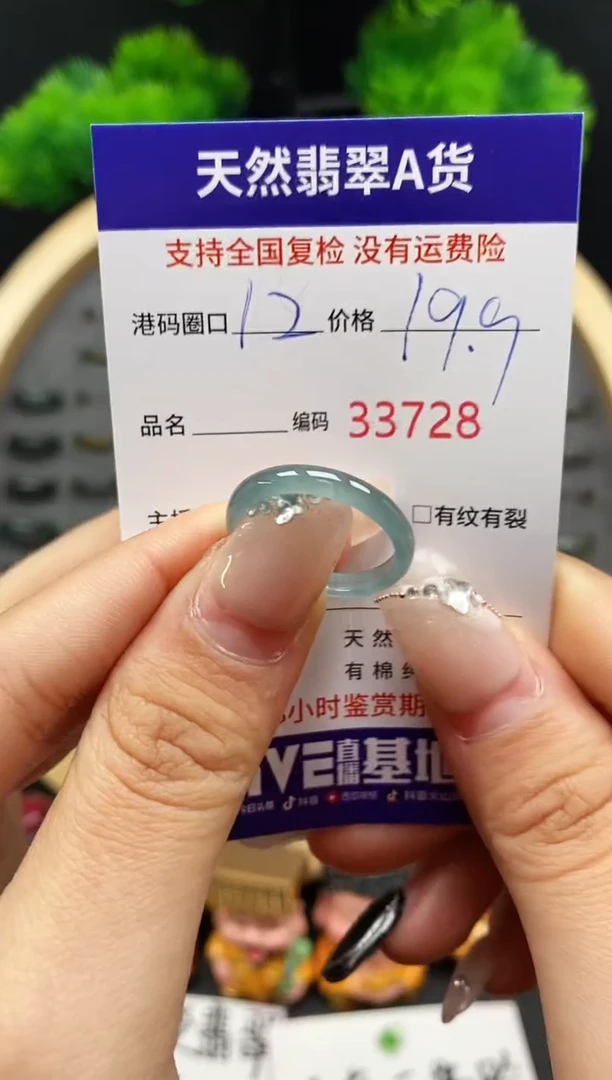 天然翡翠A货
支持全国复检 没有运费险
港码圈口 12 价格 19.9
品名 编码 33728
□有纹有裂
天然
有棉
小时鉴赏期
直播基地